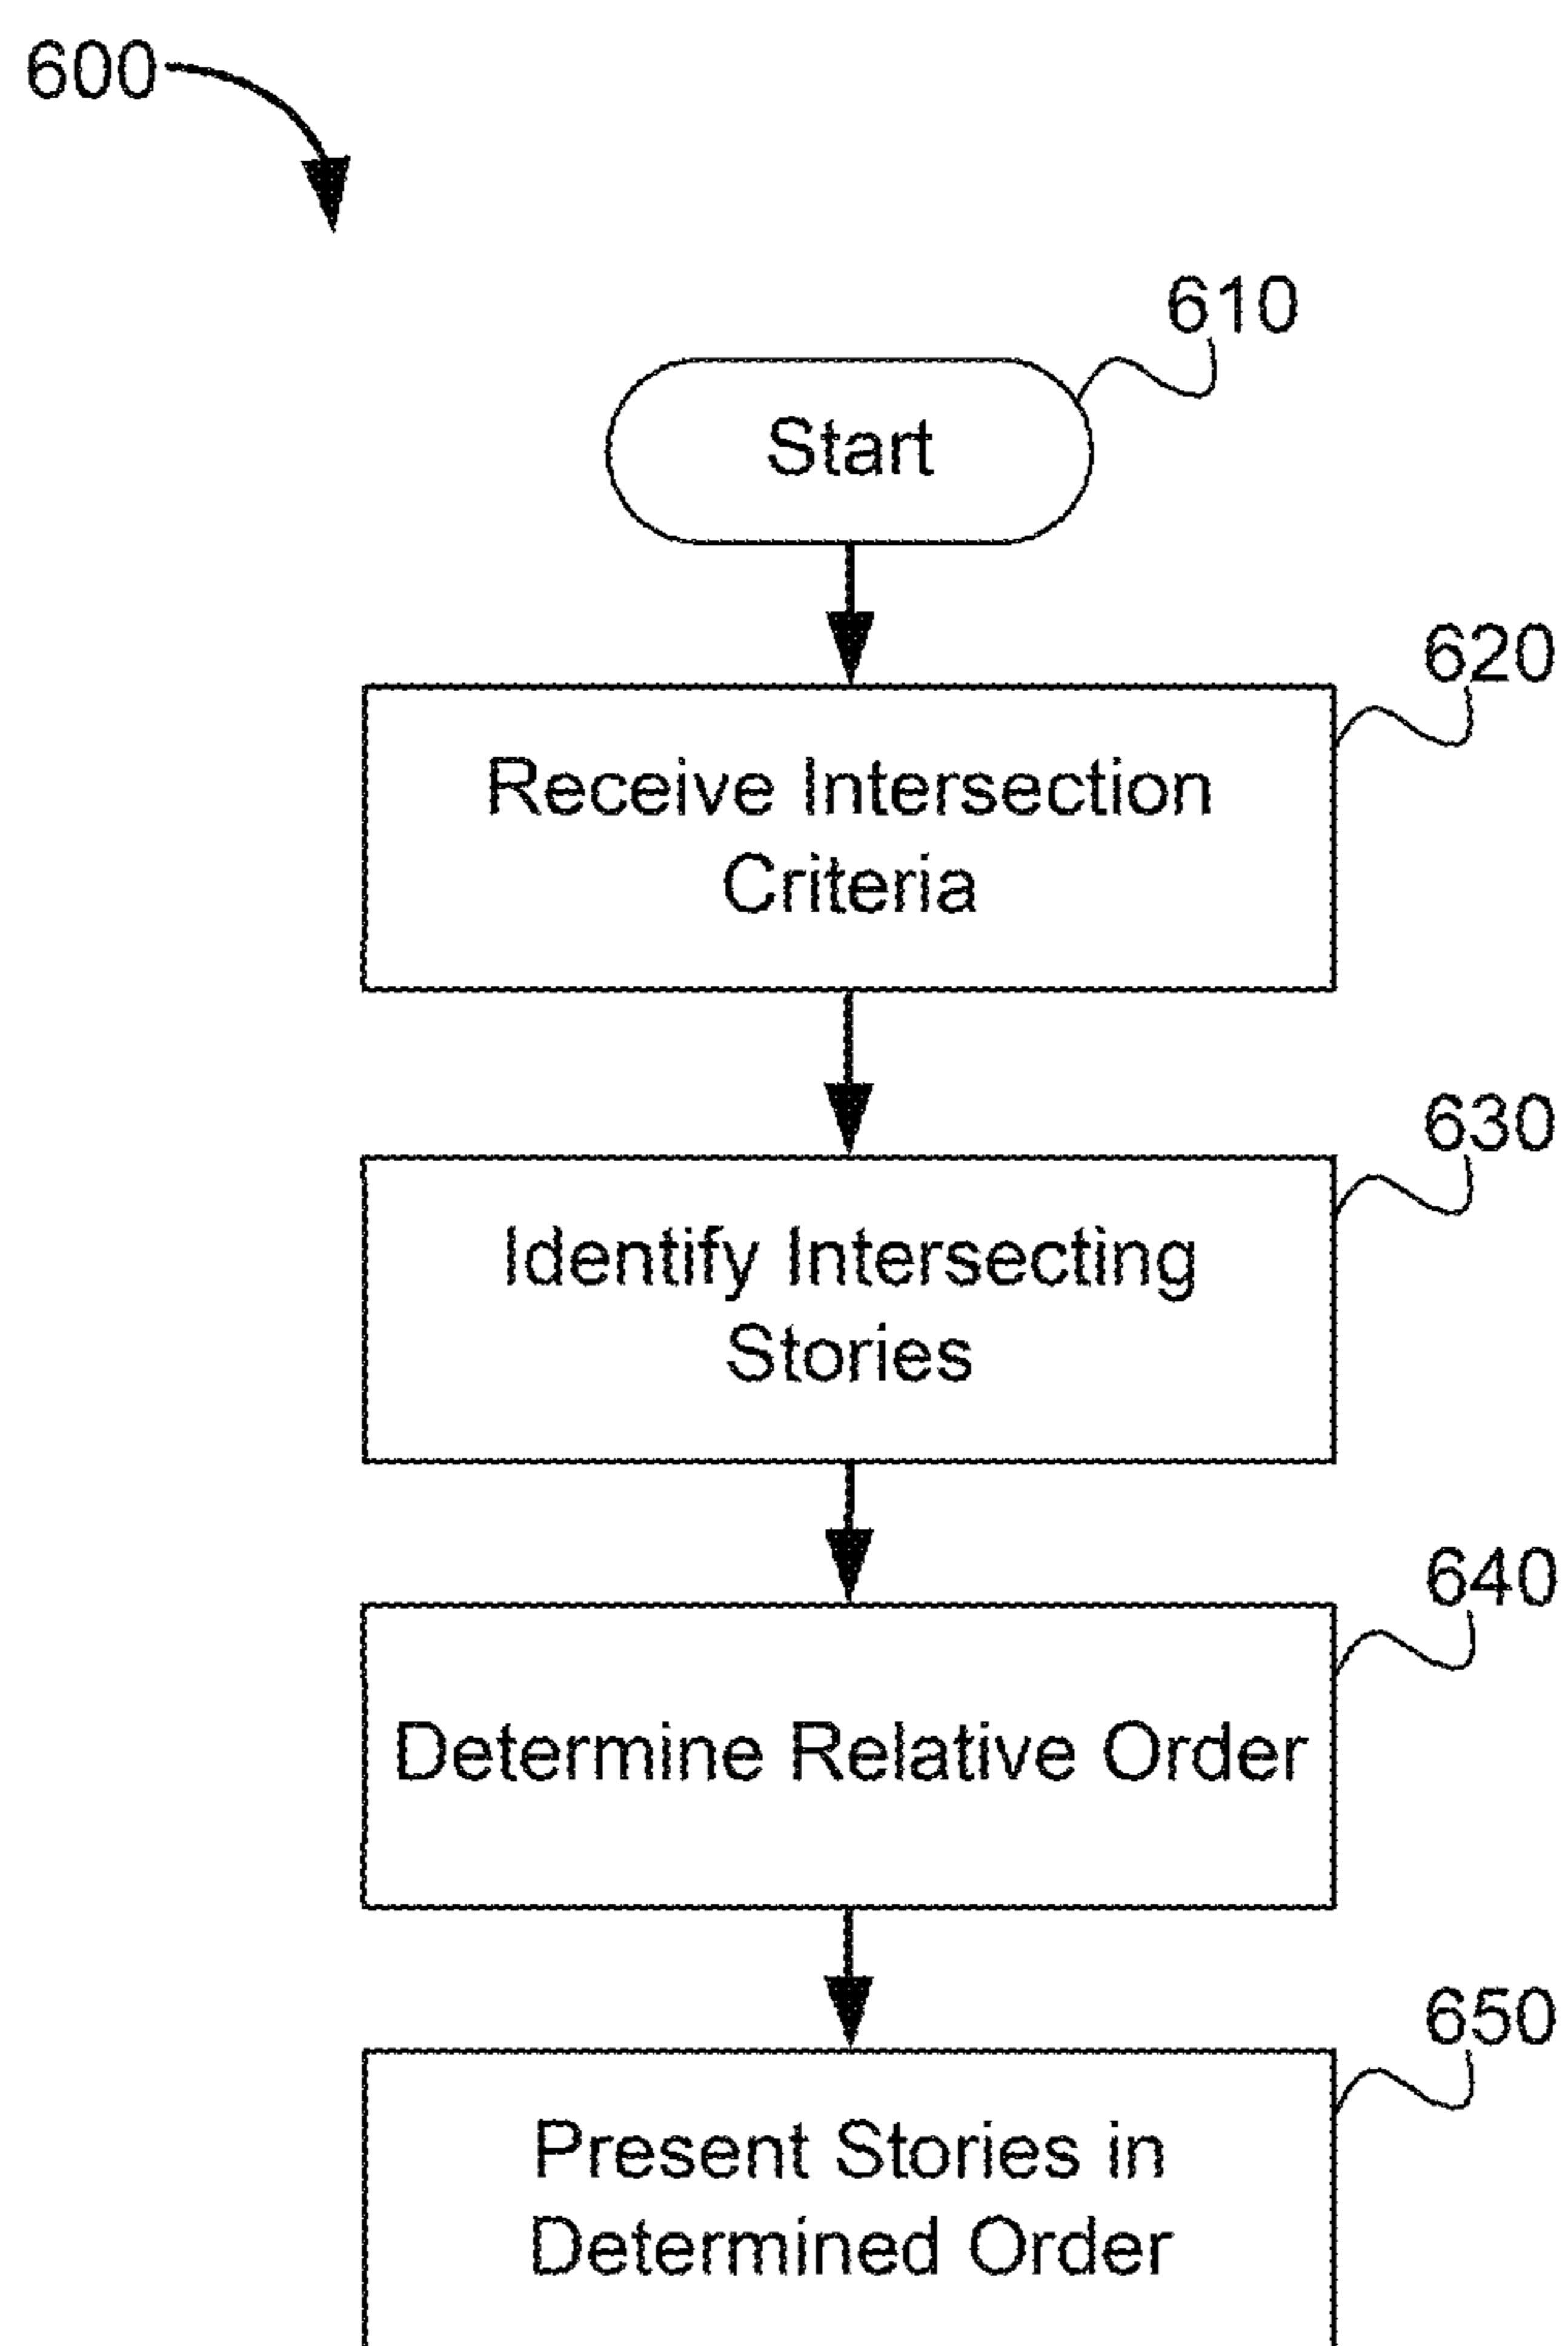 600
610
Start
620
Receive Intersection
Criteria
630
Identify Intersecting
Stories
640
Determine Relative Order
650
Present Stories in
Determined Order